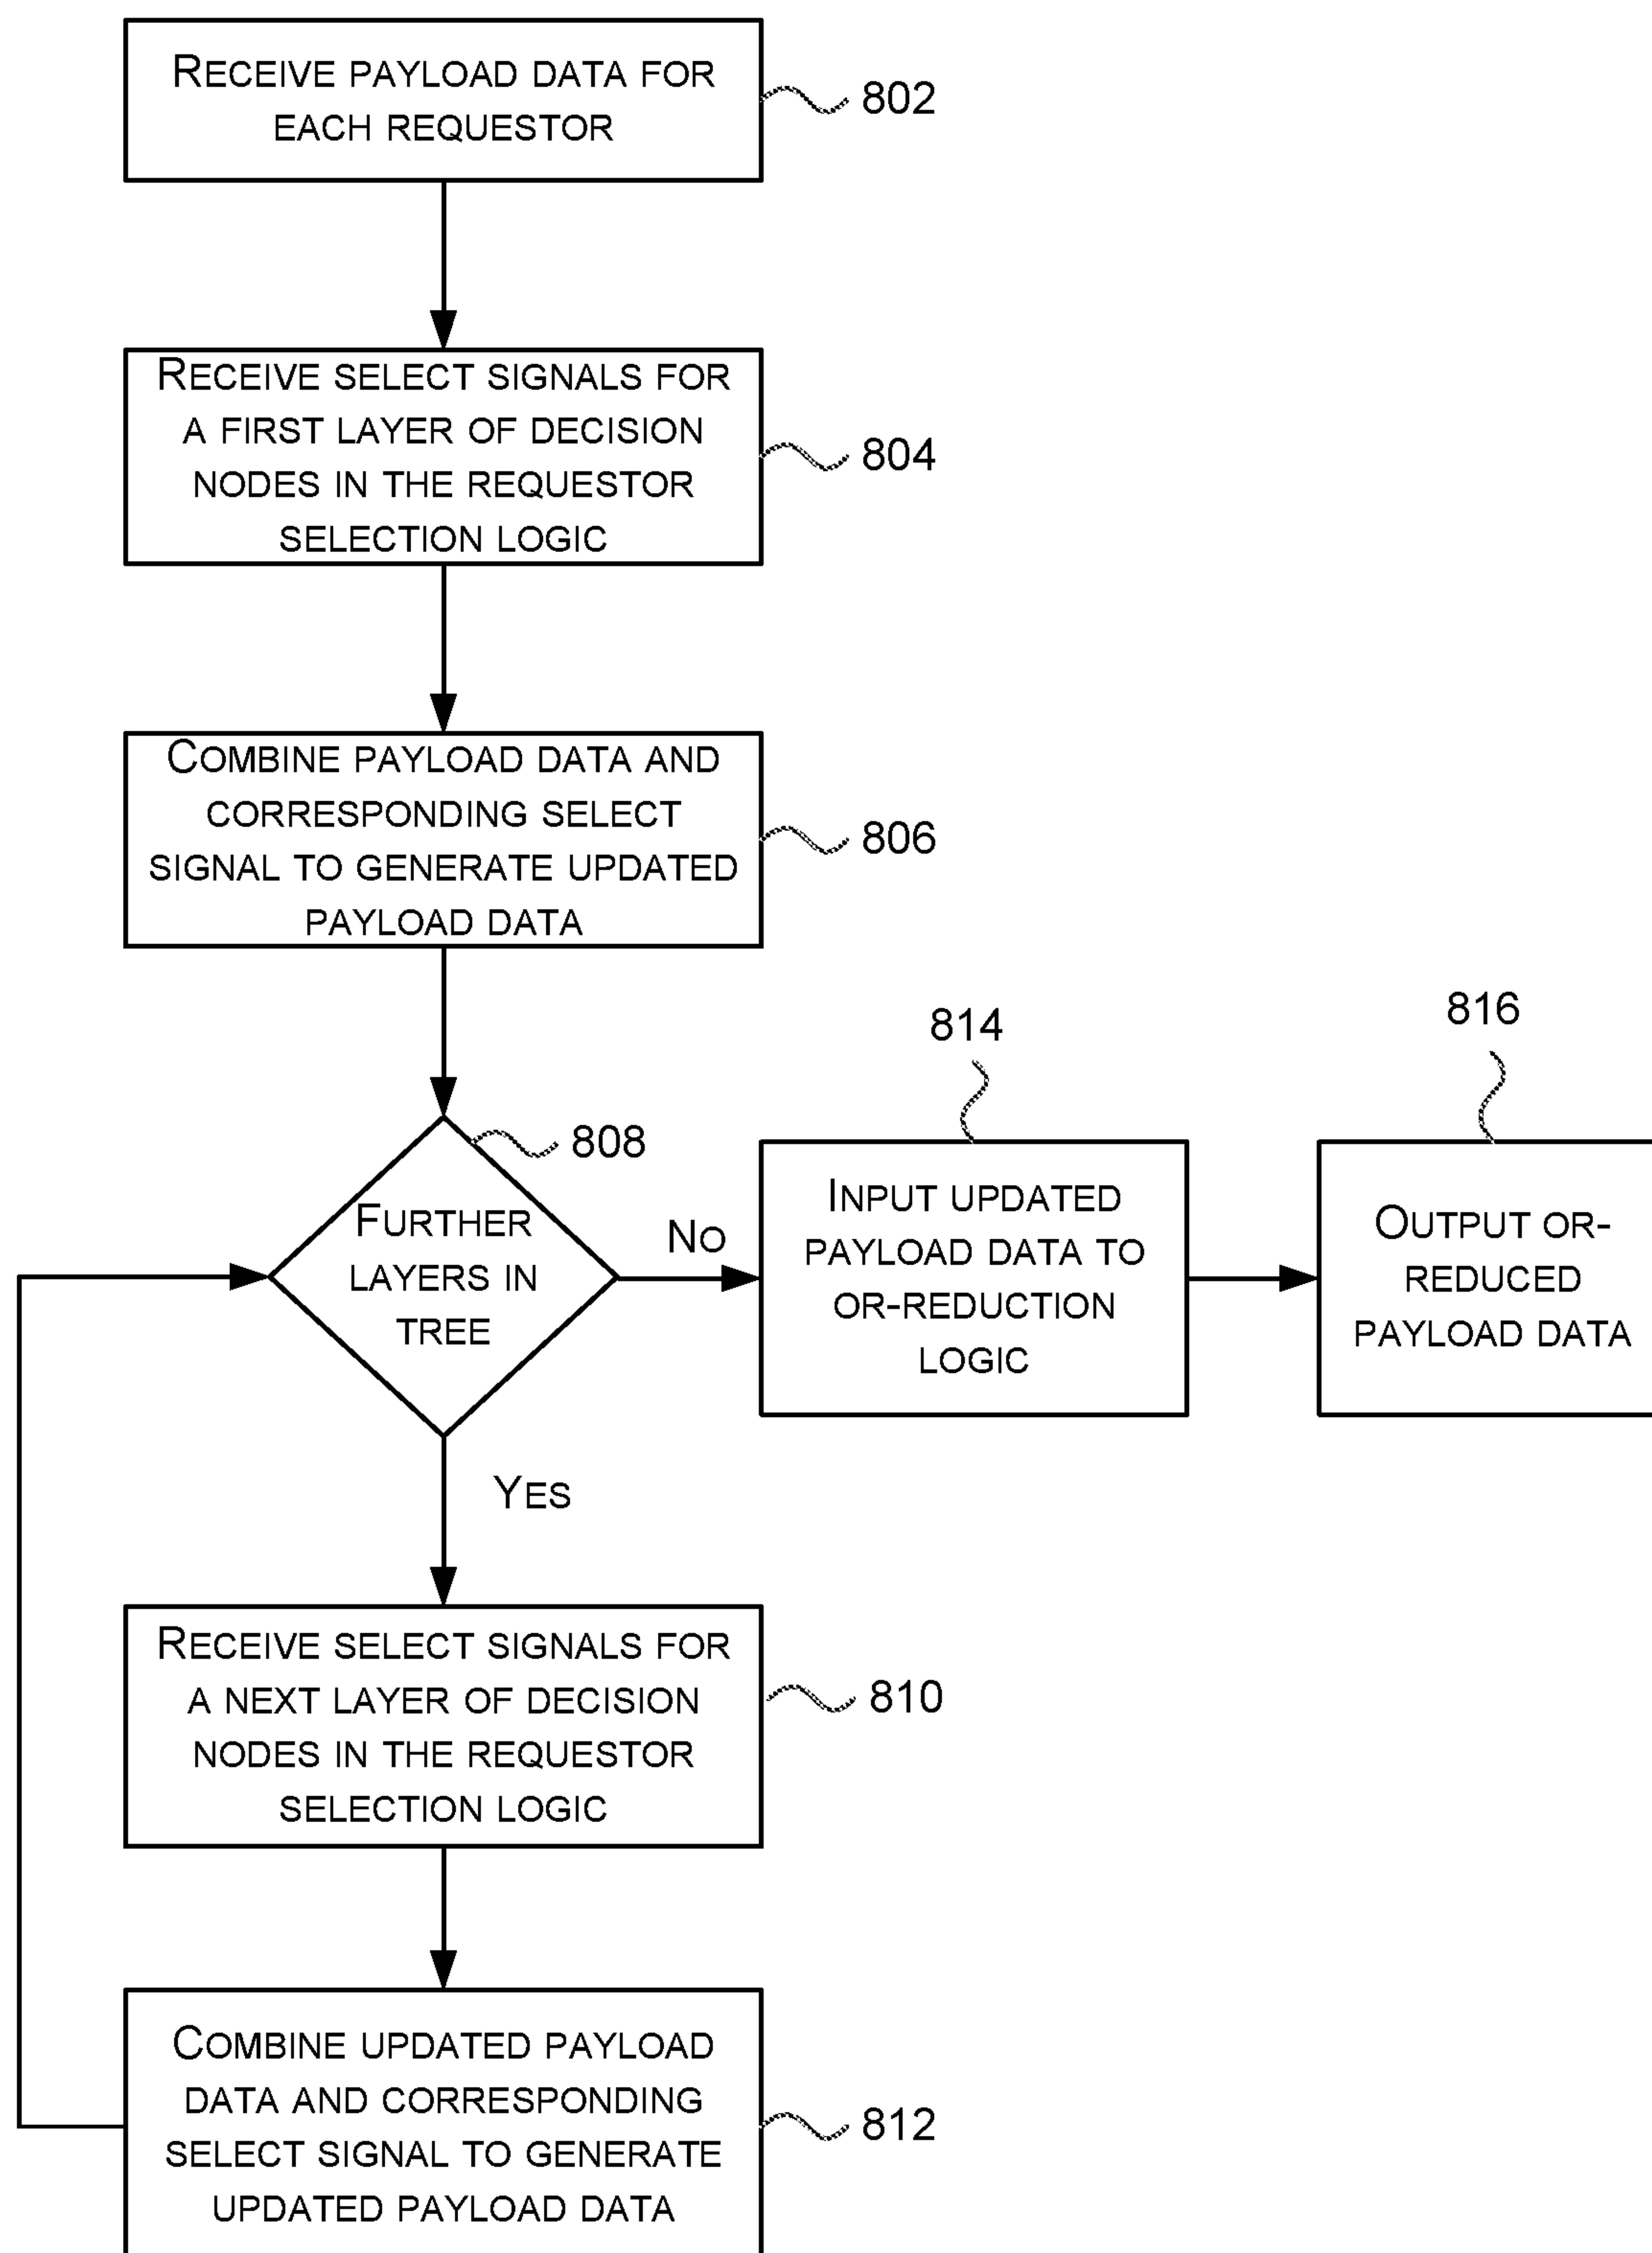 RECEIVE PAYLOAD DATA FOR
EACH REQUESTOR
802
RECEIVE SELECT SIGNALS FOR
A FIRST LAYER OF DECISION
NODES IN THE REQUESTOR
SELECTION LOGIC
804
COMBINE PAYLOAD DATA AND
CORRESPONDING SELECT
SIGNAL TO GENERATE UPDATED
PAYLOAD DATA
806
808
FURTHER
LAYERS IN
TREE
NO
814
INPUT UPDATED
PAYLOAD DATA TO
OR-REDUCTION
LOGIC
816
OUTPUT OR-
REDUCED
PAYLOAD DATA
YES
RECEIVE SELECT SIGNALS FOR
A NEXT LAYER OF DECISION
NODES IN THE REQUESTOR
SELECTION LOGIC
810
COMBINE UPDATED PAYLOAD
DATA AND CORRESPONDING
SELECT SIGNAL TO GENERATE
UPDATED PAYLOAD DATA
812